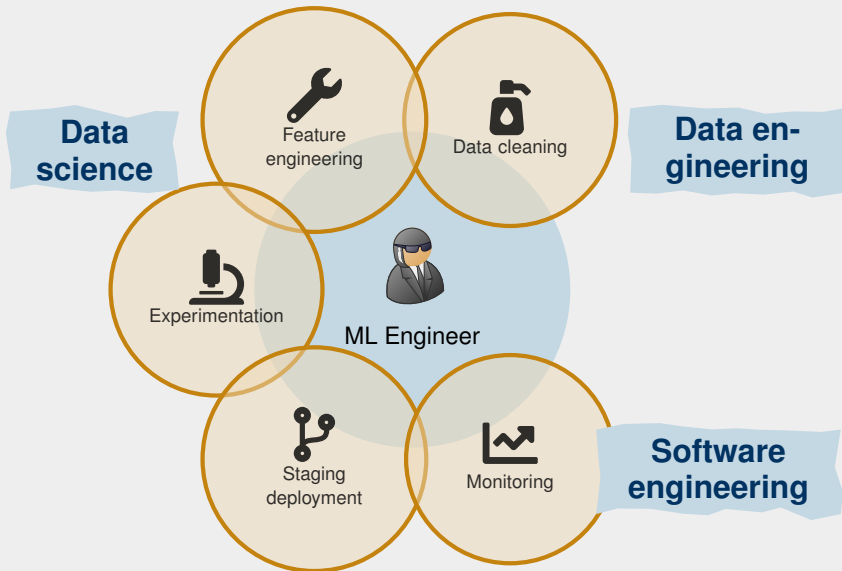 Feature
engineering
Data cleaning
Data
science
Data en-
gineering
Experimentation
ML Engineer
Staging
deployment
Monitoring
Software
engineering